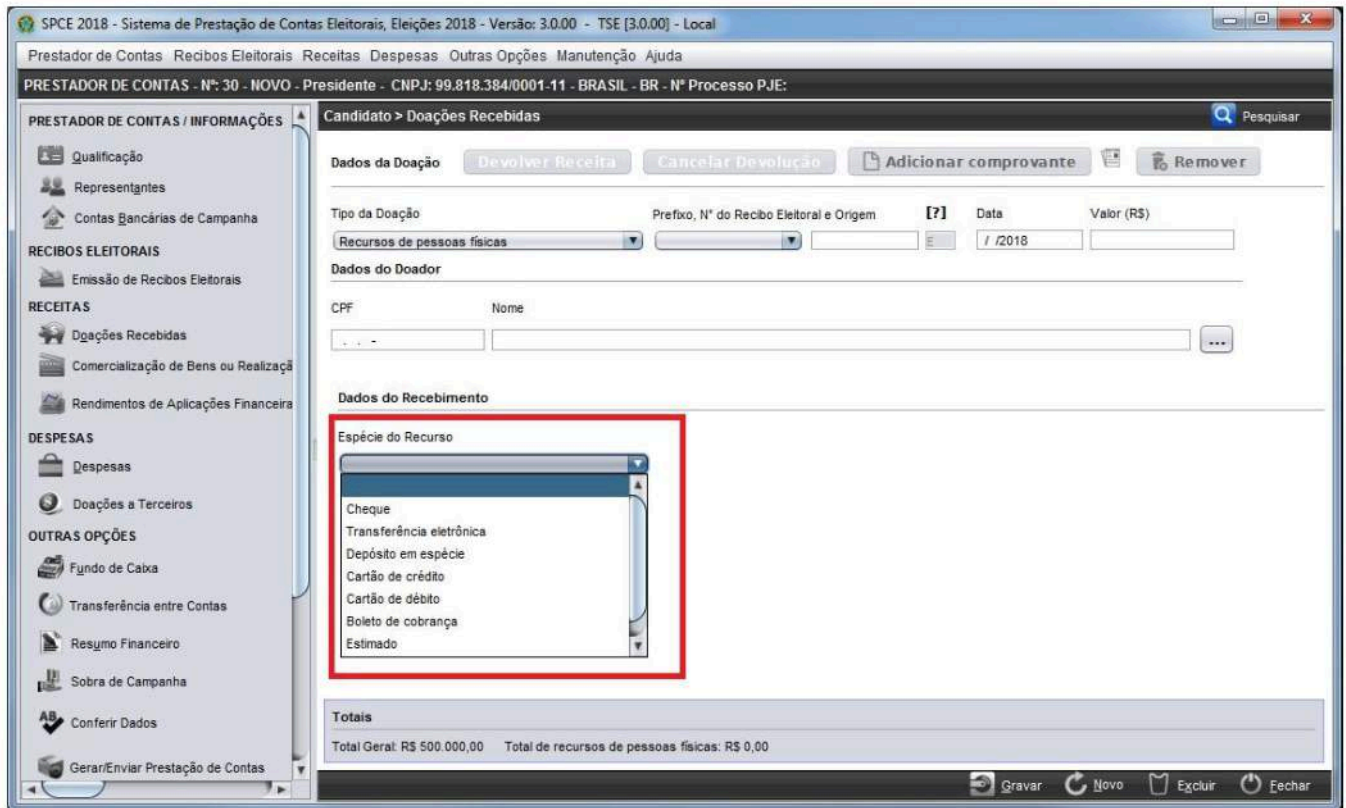 SPCE 2018 - Sistema de Prestação de Contas Eleitorais, Eleições 2018 - Versão: 3.0.00 - TSE [3.0.00] - Local
Prestador de Contas Recibos Eleitorais Receitas Despesas Outras Opções Manutenção Ajuda
PRESTADOR DE CONTAS - Nº: 30 - NOVO - Presidente - CNPJ: 99.818.384/0001-11 - BRASIL - BR - Nº Processo PJE:
PRESTADOR DE CONTAS / INFORMAÇÕES
Qualificação
Representantes
Contas Bancárias de Campanha
RECIBOS ELEITORAIS
Emissão de Recibos Eleitorais
RECEITAS
Doações Recebidas
Comercialização de Bens ou Realizaçã
Rendimentos de Aplicações Financeira
DESPESAS
Despesas
Doações a Terceiros
OUTRAS OPÇÕES
Fundo de Caixa
Transferência entre Contas
Resumo Financeiro
Sobra de Campanha
Conferir Dados
Gerar/Enviar Prestação de Contas
Candidato > Doações Recebidas
Pesquisar
Dados da Doação Devolver Receita Cancelar Devolução Adicionar comprovante Remover
Tipo da Doação Prefixo, N° do Recibo Eleitoral e Origem [?] Data Valor (R$)
Recursos de pessoas físicas E / /2018
Dados do Doador
CPF Nome
. . - ...
Dados do Recebimento
Espécie do Recurso
Cheque
Transferência eletrônica
Depósito em espécie
Cartão de crédito
Cartão de débito
Boleto de cobrança
Estimado
Totais
Total Geral: R$ 500.000,00 Total de recursos de pessoas físicas: R$ 0,00
Gravar Novo Excluir Fechar